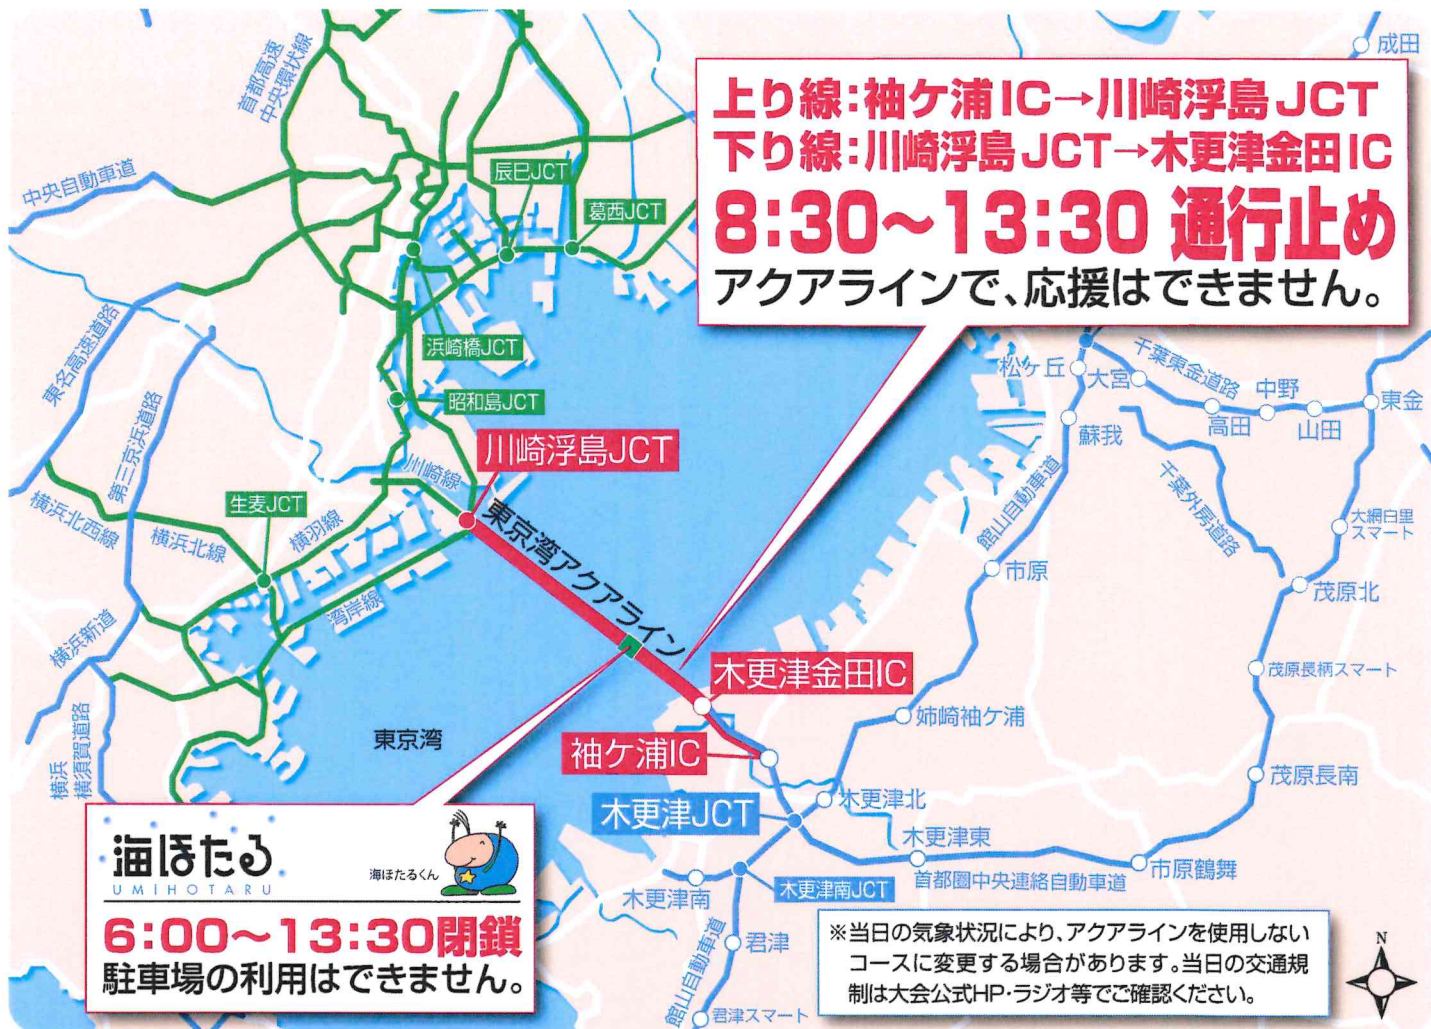 成田
首都高速
中央環状線
上り線:袖ケ浦IC→川崎浮島JCT
下り線:川崎浮島JCT→木更津金田IC
8:30〜13:30 通行止め
アクアラインで、応援はできません。
中央自動車道
辰巳JCT
葛西JCT
浜崎橋JCT
昭和島JCT
東名高速道路
第三京浜道路
川崎浮島JCT
川崎線
生麦JCT
横浜北西線
横浜北線
横羽線
湾岸線
横浜新道
横浜
横須賀道路
東京湾アクアライン
東京湾
松ケ丘
大宮
千葉東金道路
中野
東金
蘇我
高田
山田
館山自動車道
千葉外房道路
大網白里
スマート
市原
茂原北
茂原長柄スマート
木更津金田IC
姉崎袖ケ浦
袖ケ浦IC
茂原長南
木更津JCT
木更津北
木更津東
市原鶴舞
首都圏中央連絡自動車道
木更津南
木更津南JCT
君津
館山自動車道
君津スマート
海ほたる
UMIHOTARU
海ほたるくん
6:00〜13:30閉鎖
駐車場の利用はできません。
※当日の気象状況により、アクアラインを使用しない
コースに変更する場合があります。当日の交通規
制は大会公式HP・ラジオ等でご確認ください。
N